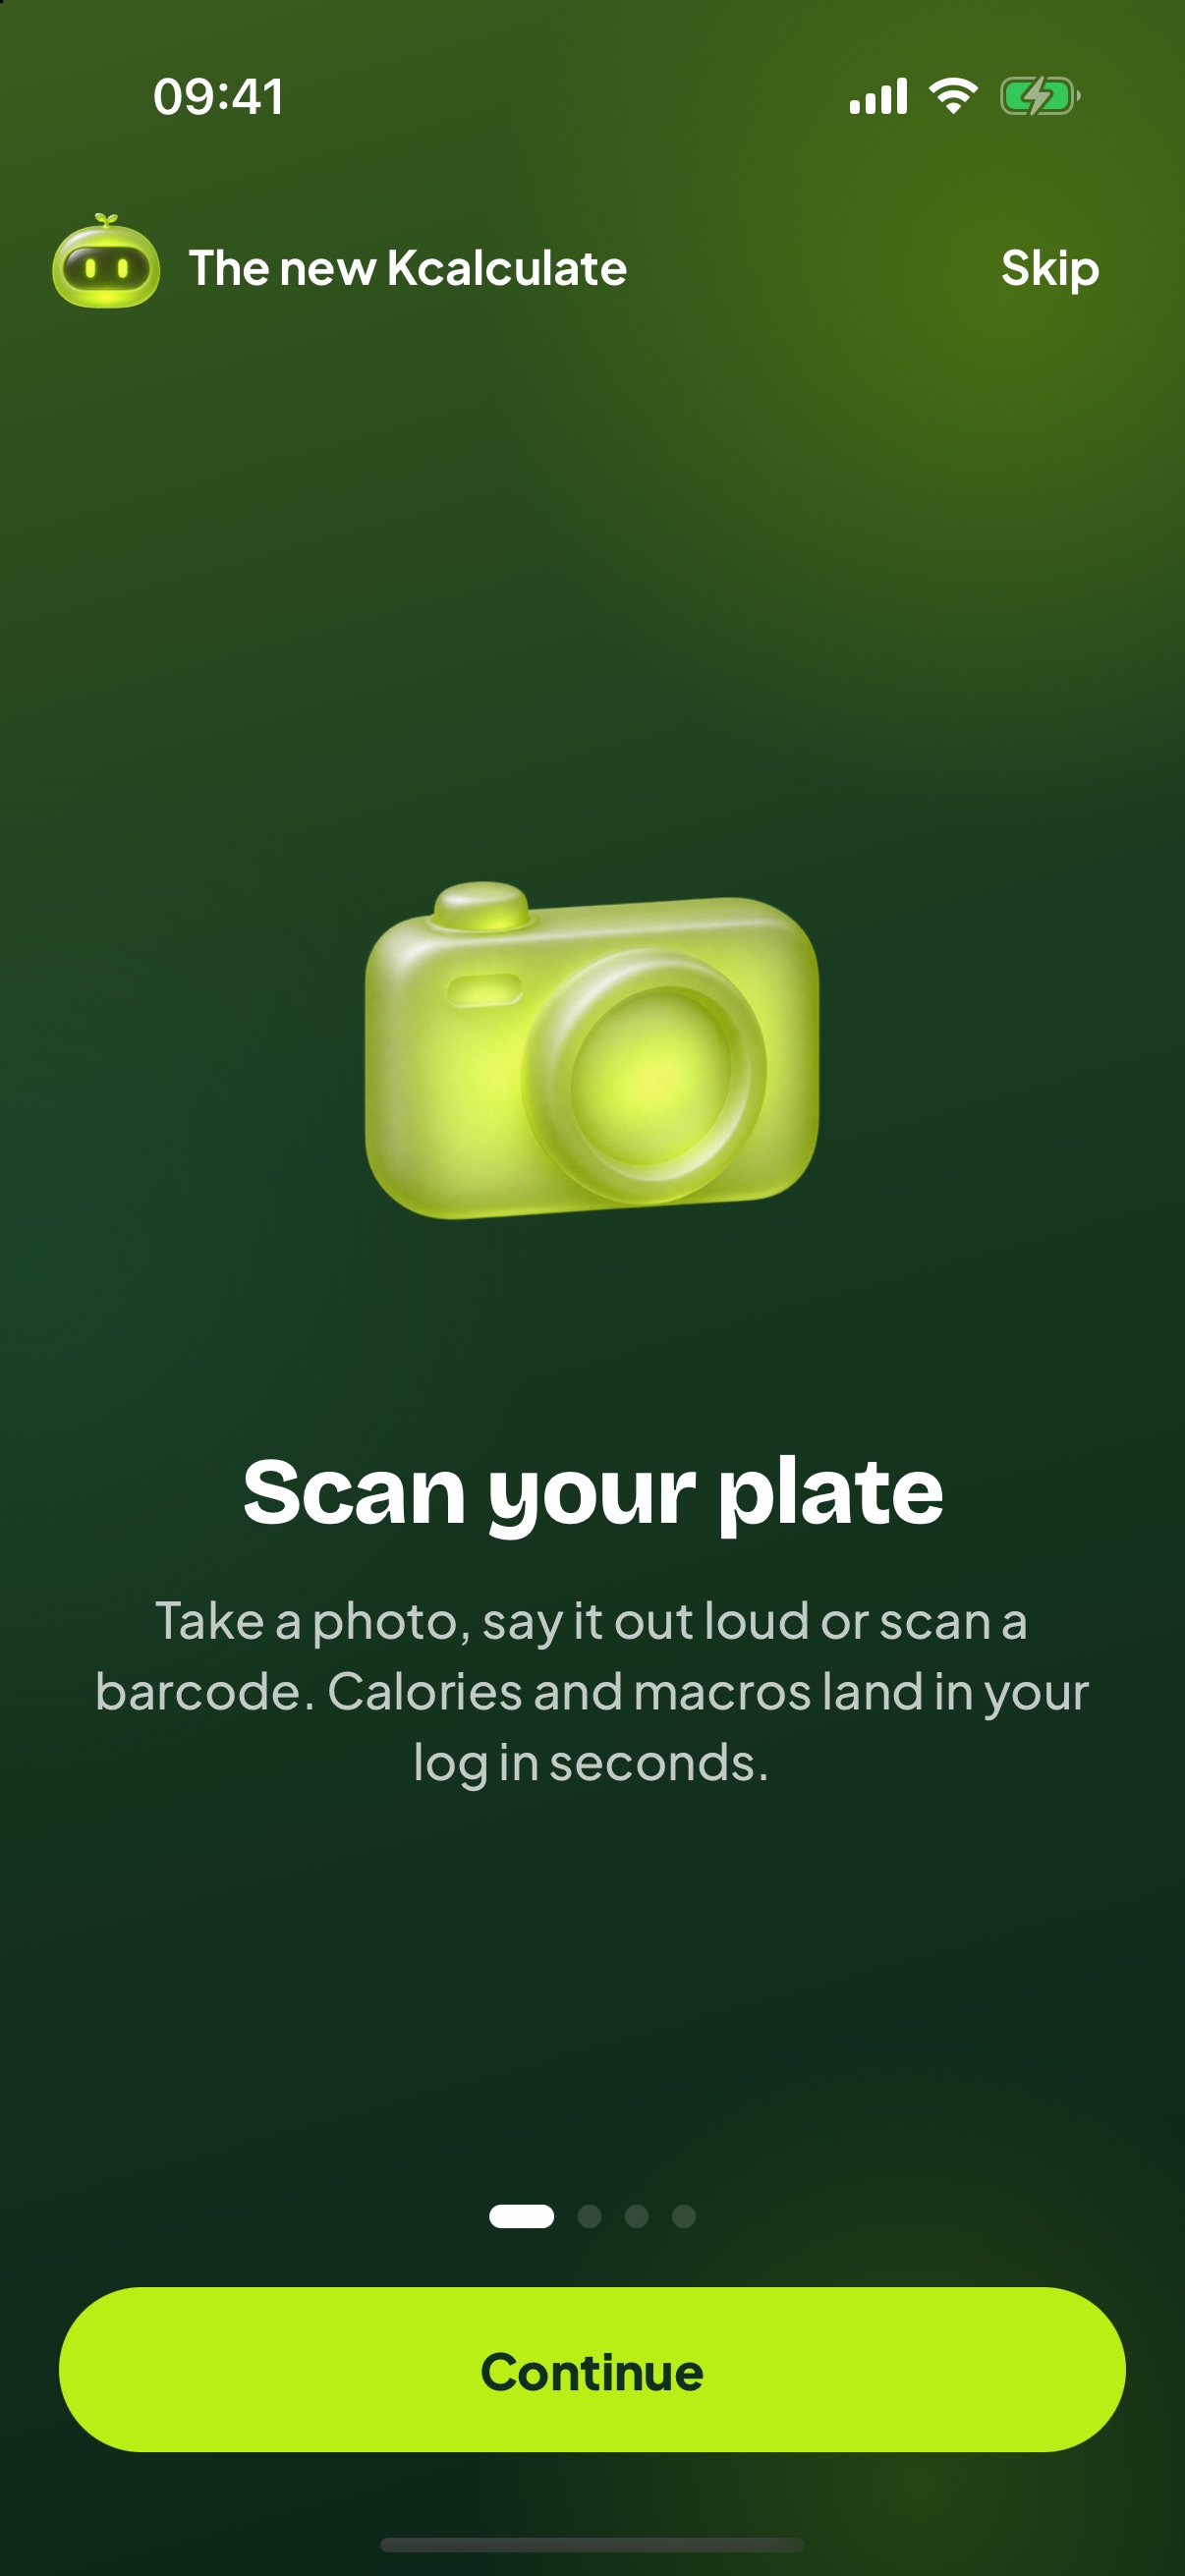 09:41
The new Kcalculate
Skip
Scan your plate
Take a photo, say it out loud or scan a
barcode. Calories and macros land in your
log in seconds.
Continue